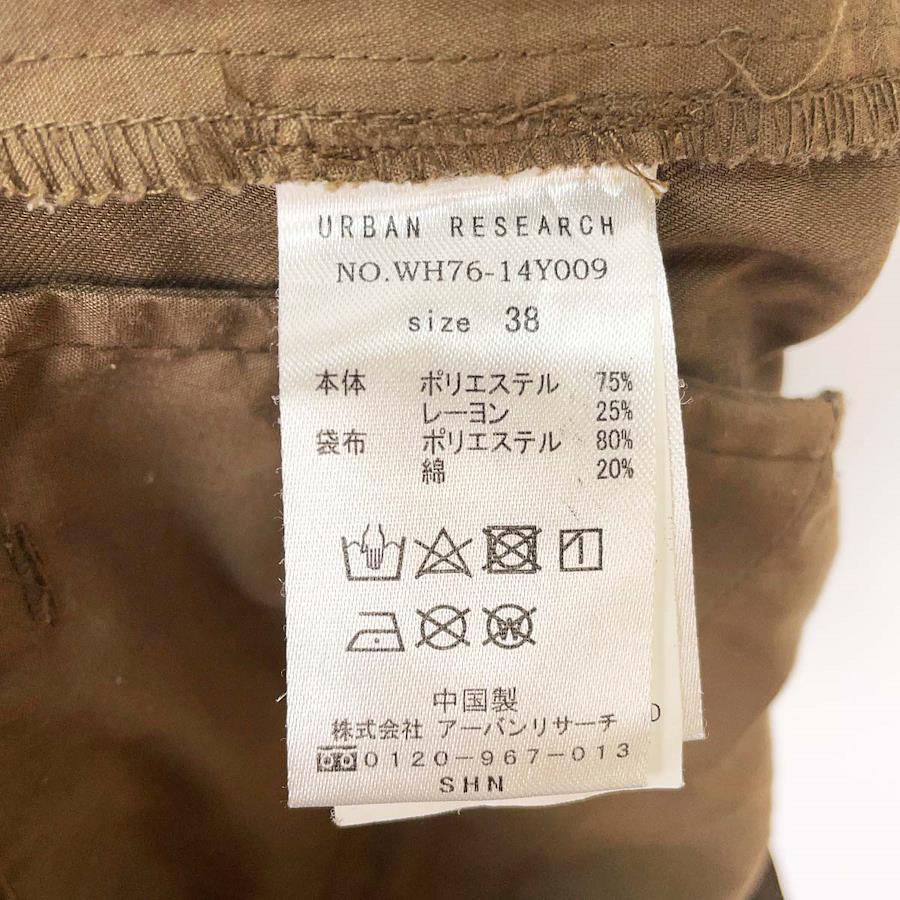 URBAN RESEARCH
NO.WH76-14Y009
size 38
本体 ポリエステル 75%
レーヨン 25%
袋布 ポリエステル 80%
綿 20%
中国製
株式会社 アーバンリサーチ
0120-967-013
SHN
D